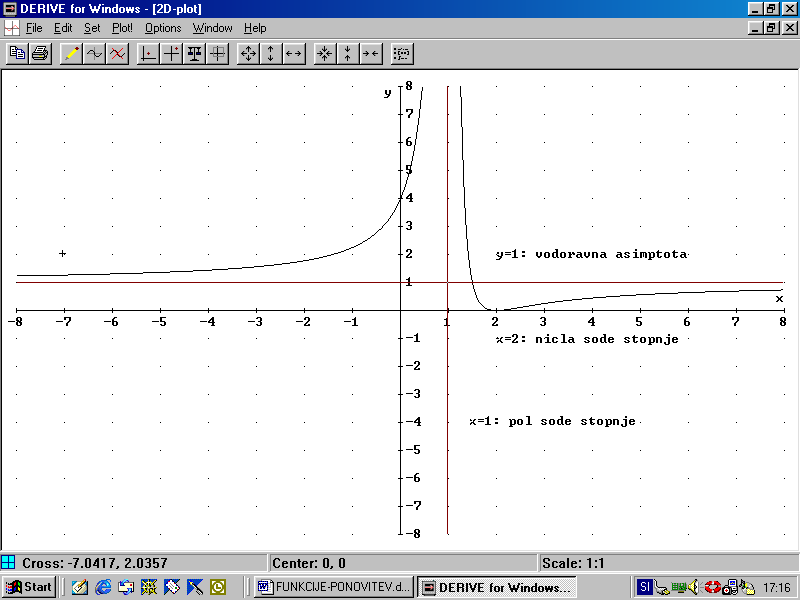 DERIVE for Windows - [2D-plot]
File Edit Set Plot! Options Window Help
y
8
7
6
5
4
3
2
1
y=1: vodoravna asimptota
x
-8 -7 -6 -5 -4 -3 -2 -1 1 2 3 4 5 6 7 8
-1
x=2: nicla sode stopnje
-2
-3
-4
x=1: pol sode stopnje
-5
-6
-7
-8
Cross: -7.0417, 2.0357 Center: 0, 0 Scale: 1:1
Start FUNKCIJE-PONOVITEV.d... DERIVE for Windows... SI 17:16